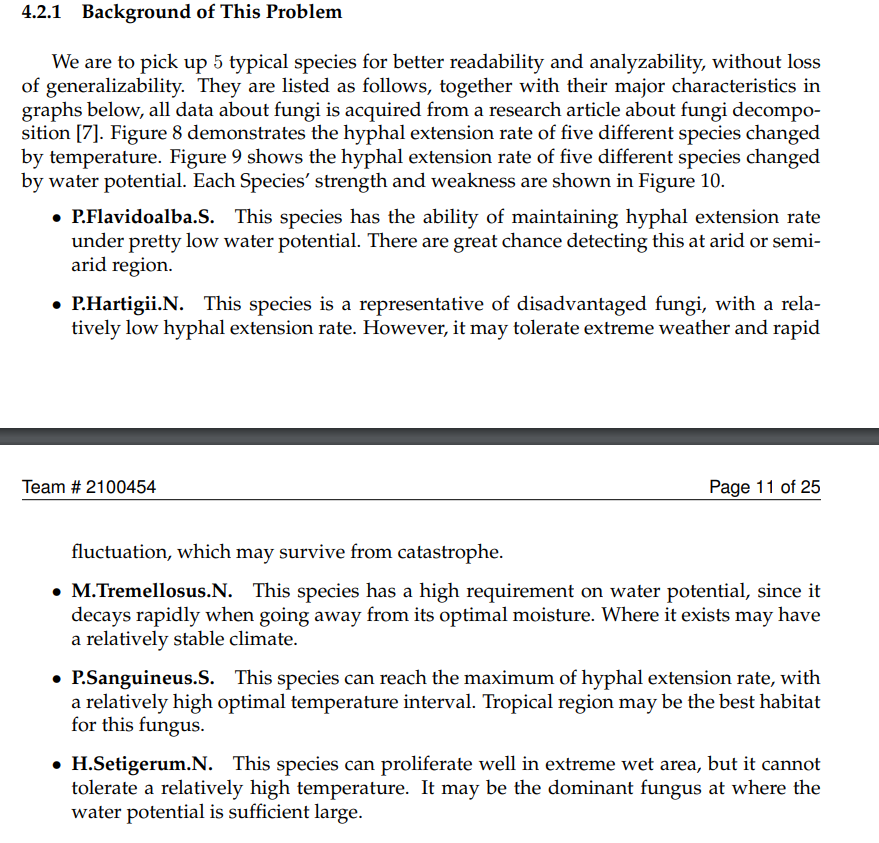 4.2.1 Background of This Problem
We are to pick up 5 typical species for better readability and analyzability, without loss
of generalizability. They are listed as follows, together with their major characteristics in
graphs below, all data about fungi is acquired from a research article about fungi decompo-
sition [7]. Figure 8 demonstrates the hyphal extension rate of five different species changed
by temperature. Figure 9 shows the hyphal extension rate of five different species changed
by water potential. Each Species' strength and weakness are shown in Figure 10.
• P.Flavidoalba.S. This species has the ability of maintaining hyphal extension rate
under pretty low water potential. There are great chance detecting this at arid or semi-
arid region.
• P.Hartigii.N. This species is a representative of disadvantaged fungi, with a rela-
tively low hyphal extension rate. However, it may tolerate extreme weather and rapid
Team # 2100454 Page 11 of 25
fluctuation, which may survive from catastrophe.
• M.Tremellosus.N. This species has a high requirement on water potential, since it
decays rapidly when going away from its optimal moisture. Where it exists may have
a relatively stable climate.
• P.Sanguineus.S. This species can reach the maximum of hyphal extension rate, with
a relatively high optimal temperature interval. Tropical region may be the best habitat
for this fungus.
• H.Setigerum.N. This species can proliferate well in extreme wet area, but it cannot
tolerate a relatively high temperature. It may be the dominant fungus at where the
water potential is sufficient large.